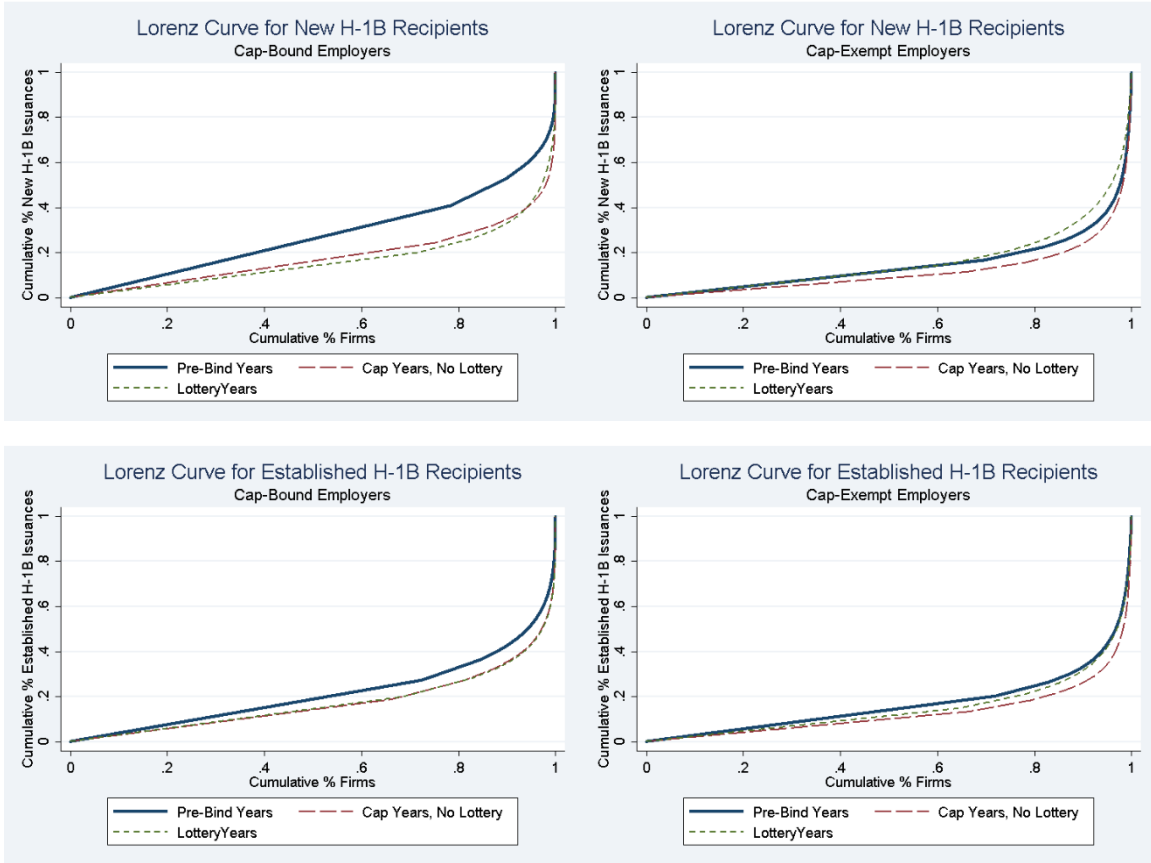 Lorenz Curve for New H-1B Recipients
Cap-Bound Employers
Cumulative % New H-1B Issuances
1
.8
.6
.4
.2
0
0 .2 .4 .6 .8 1
Cumulative % Firms
Pre-Bind Years Cap Years, No Lottery
LotteryYears
Lorenz Curve for New H-1B Recipients
Cap-Exempt Employers
Cumulative % New H-1B Issuances
1
.8
.6
.4
.2
0
0 .2 .4 .6 .8 1
Cumulative % Firms
Pre-Bind Years Cap Years, No Lottery
LotteryYears
Lorenz Curve for Established H-1B Recipients
Cap-Bound Employers
Cumulative % Established H-1B Issuances
1
.8
.6
.4
.2
0
0 .2 .4 .6 .8 1
Cumulative % Firms
Pre-Bind Years Cap Years, No Lottery
LotteryYears
Lorenz Curve for Established H-1B Recipients
Cap-Exempt Employers
Cumulative % Established H-1B Issuances
1
.8
.6
.4
.2
0
0 .2 .4 .6 .8 1
Cumulative % Firms
Pre-Bind Years Cap Years, No Lottery
LotteryYears